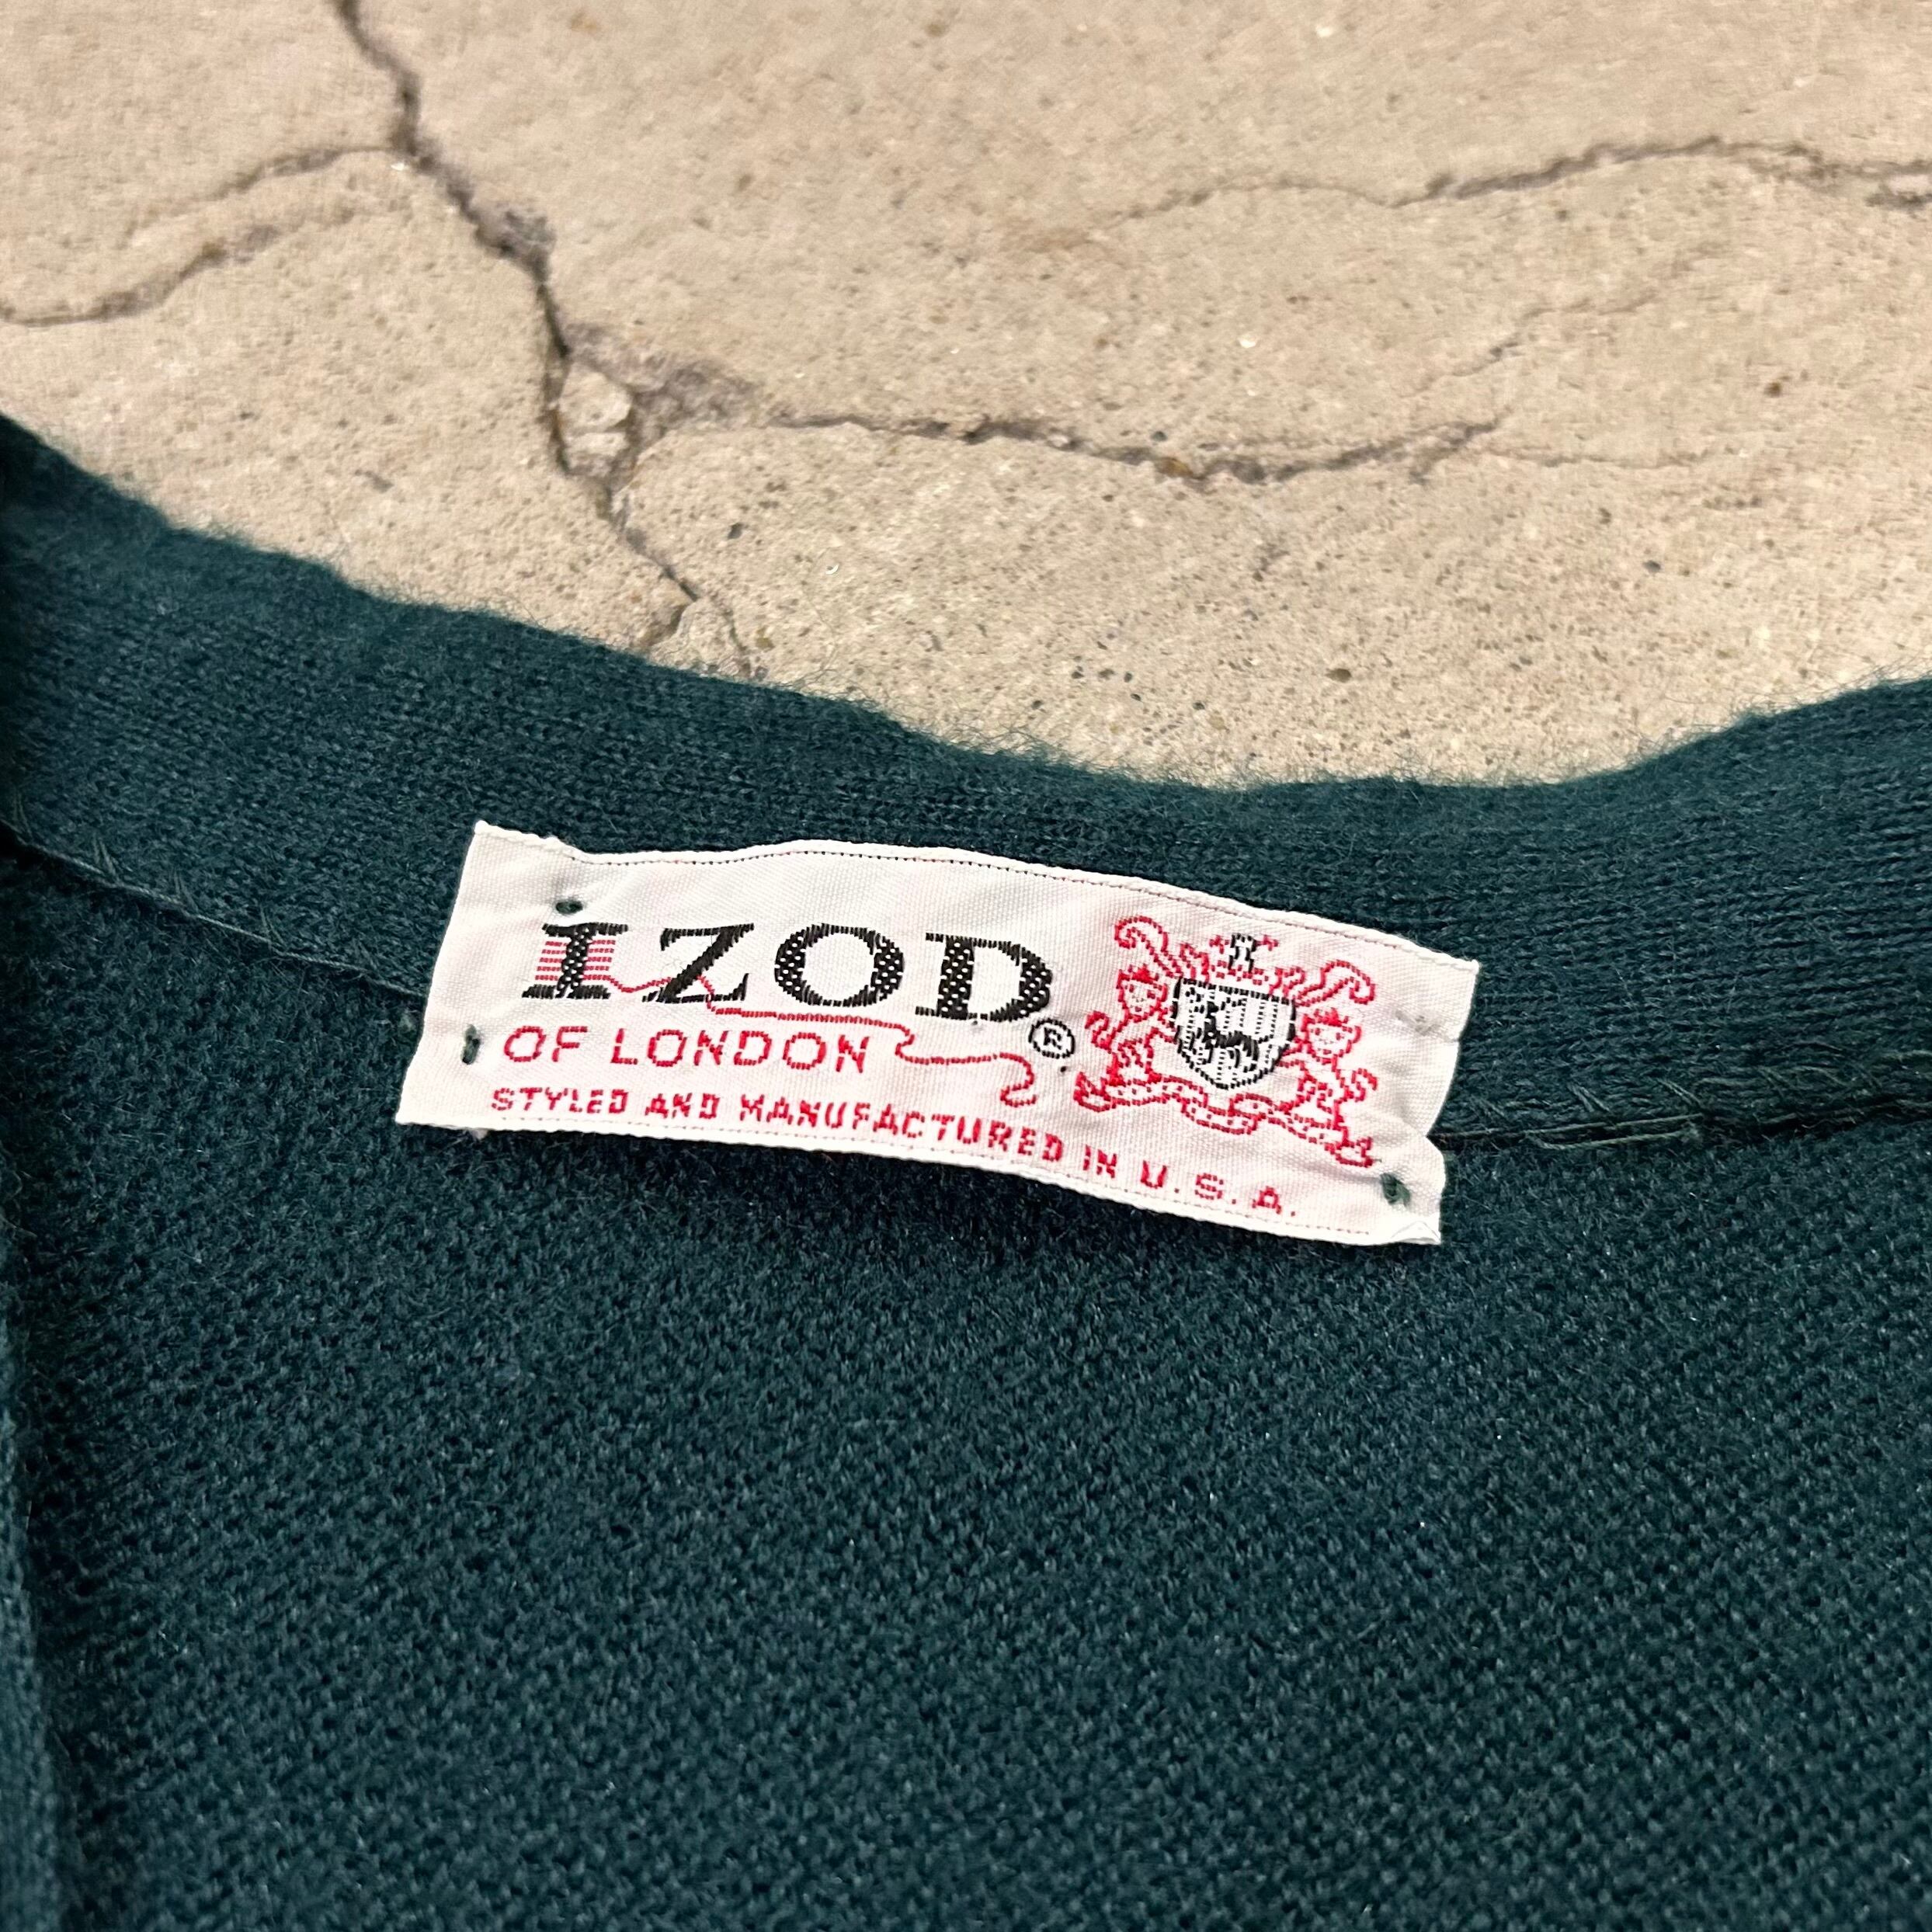 IZOD®
OF LONDON
STYLED AND MANUFACTURED IN U.S.A.